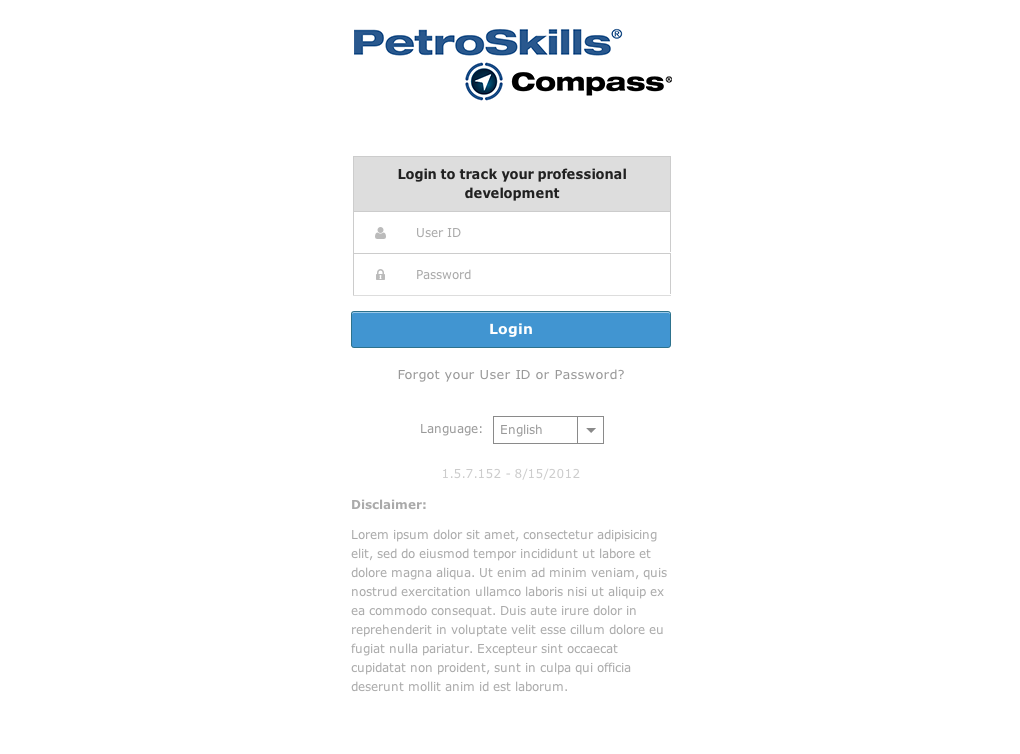 PetroSkills®
Compass®
Login to track your professional
development
User ID
Password
Login
Forgot your User ID or Password?
Language: English
1.5.7.152 - 8/15/2012
Disclaimer:
Lorem ipsum dolor sit amet, consectetur adipisicing
elit, sed do eiusmod tempor incididunt ut labore et
dolore magna aliqua. Ut enim ad minim veniam, quis
nostrud exercitation ullamco laboris nisi ut aliquip ex
ea commodo consequat. Duis aute irure dolor in
reprehenderit in voluptate velit esse cillum dolore eu
fugiat nulla pariatur. Excepteur sint occaecat
cupidatat non proident, sunt in culpa qui officia
deserunt mollit anim id est laborum.